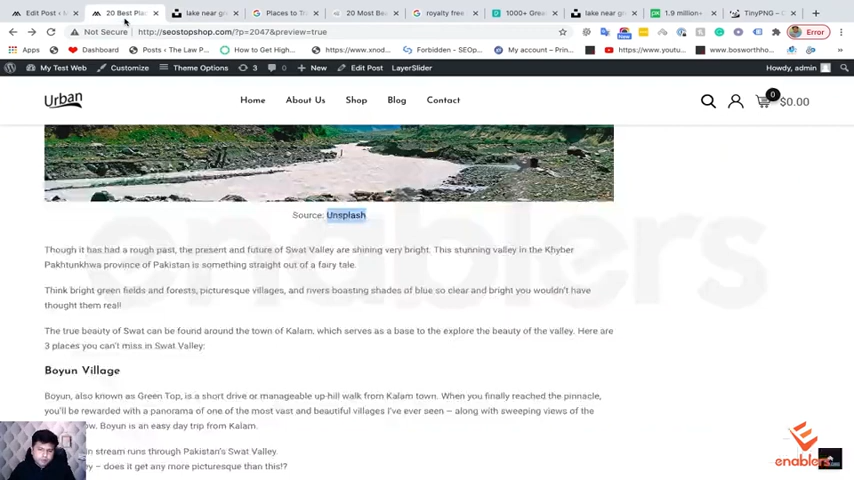 Edit Post ‹ M
20 Best Plac
lake near gr
Places to Tr
20 Most Bea
royalty free
1000+ Grea
lake near gr
1.9 million+
TinyPNG – C
Not Secure
http://seostopshop.com/?p=2047&preview=true
Error
Apps
Dashboard
Posts ‹ The Law P...
How to Get High...
https://www.xnod...
Forbidden - SEOp...
My account – Prin...
https://www.youtu...
www.bosworthho...
My Test Web
Customize
Theme Options
3
0
New
Edit Post
LayerSlider
Howdy, admin
Urban
Home
About Us
Shop
Blog
Contact
0
$0.00
Source: Unsplash
Though it has had a rough past, the present and future of Swat Valley are shining very bright. This stunning valley in the Khyber
Pakhtunkhwa province of Pakistan is something straight out of a fairy tale.
Think bright green fields and forests, picturesque villages, and rivers boasting shades of blue so clear and bright you wouldn't have
thought them real!
The true beauty of Swat can be found around the town of Kalam, which serves as a base to the explore the beauty of the valley. Here are
3 places you can't miss in Swat Valley:
Boyun Village
Boyun, also known as Green Top, is a short drive or manageable up-hill walk from Kalam town. When you finally reached the pinnacle,
you'll be rewarded with a panorama of one of the most vast and beautiful villages I've ever seen – along with sweeping views of the
ow. Boyun is an easy day trip from Kalam.
n stream runs through Pakistan's Swat Valley.
ey – does it get any more picturesque than this!?
enablers
enablers